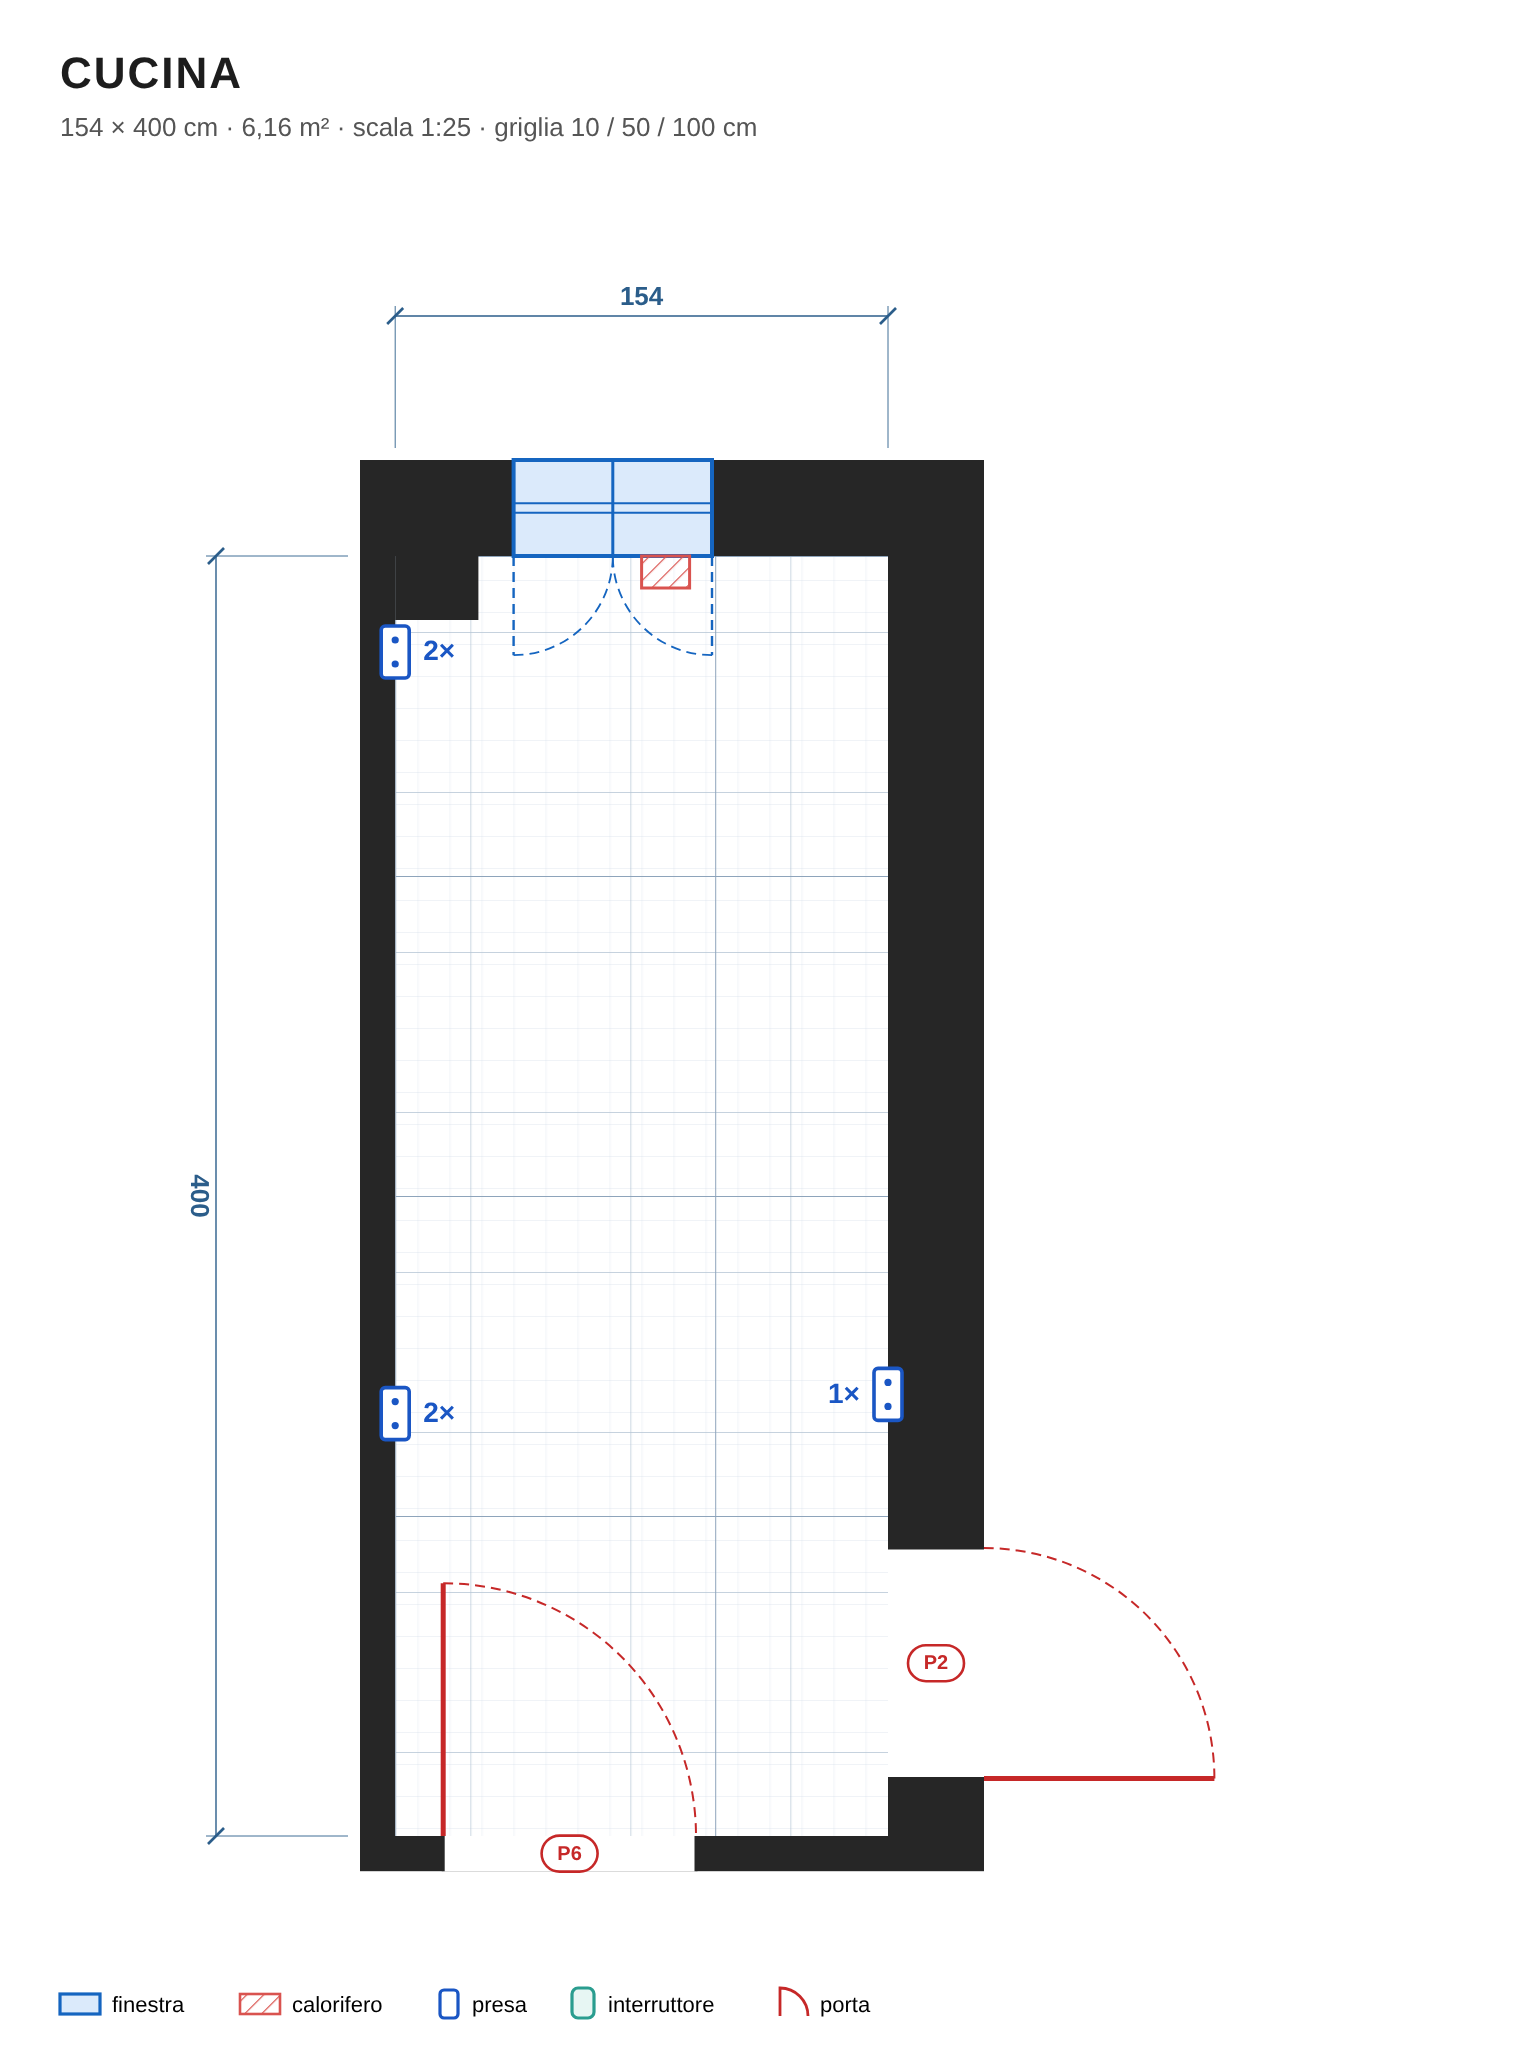 CUCINA
154 × 400 cm · 6,16 m² · scala 1:25 · griglia 10 / 50 / 100 cm
154
2×
400
1×
2×
P2
P6
finestra
calorifero
presa
interruttore
porta